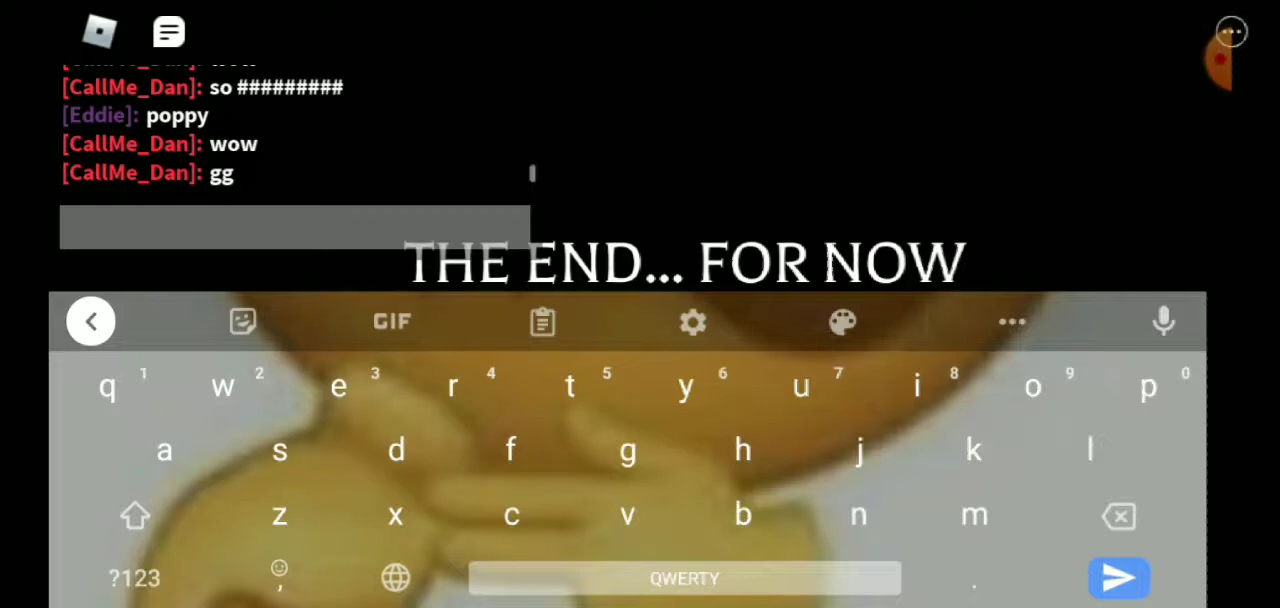 [CallMe_Dan]: so #########
[Eddie]: poppy
[CallMe_Dan]: wow
[CallMe_Dan]: gg
THE END... FOR NOW
GIF
q 1 w 2 e 3 r 4 t 5 y 6 u 7 i 8 o 9 p 0
a s d f g h j k l
z x c v b n m
?123 , QWERTY .